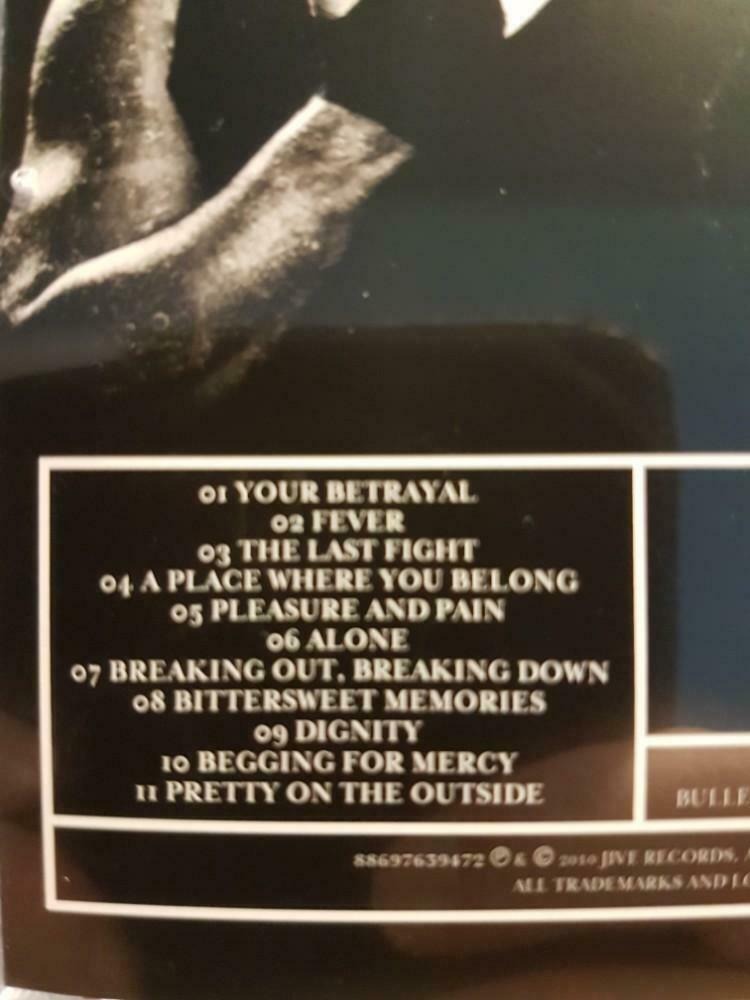 01 YOUR BETRAYAL
02 FEVER
03 THE LAST FIGHT
04 A PLACE WHERE YOU BELONG
05 PLEASURE AND PAIN
06 ALONE
07 BREAKING OUT, BREAKING DOWN
08 BITTERSWEET MEMORIES
09 DIGNITY
10 BEGGING FOR MERCY
11 PRETTY ON THE OUTSIDE
BULLE
88697639472 ℗ & © 2010 JIVE RECORDS,
ALL TRADEMARKS AND LO